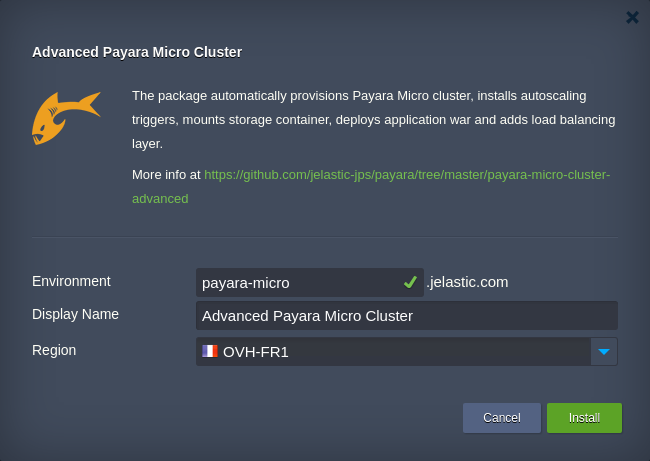 Advanced Payara Micro Cluster
The package automatically provisions Payara Micro cluster, installs autoscaling
triggers, mounts storage container, deploys application war and adds load balancing
layer.
More info at https://github.com/jelastic-jps/payara/tree/master/payara-micro-cluster-
advanced
Environment payara-micro .jelastic.com
Display Name Advanced Payara Micro Cluster
Region OVH-FR1
Cancel Install